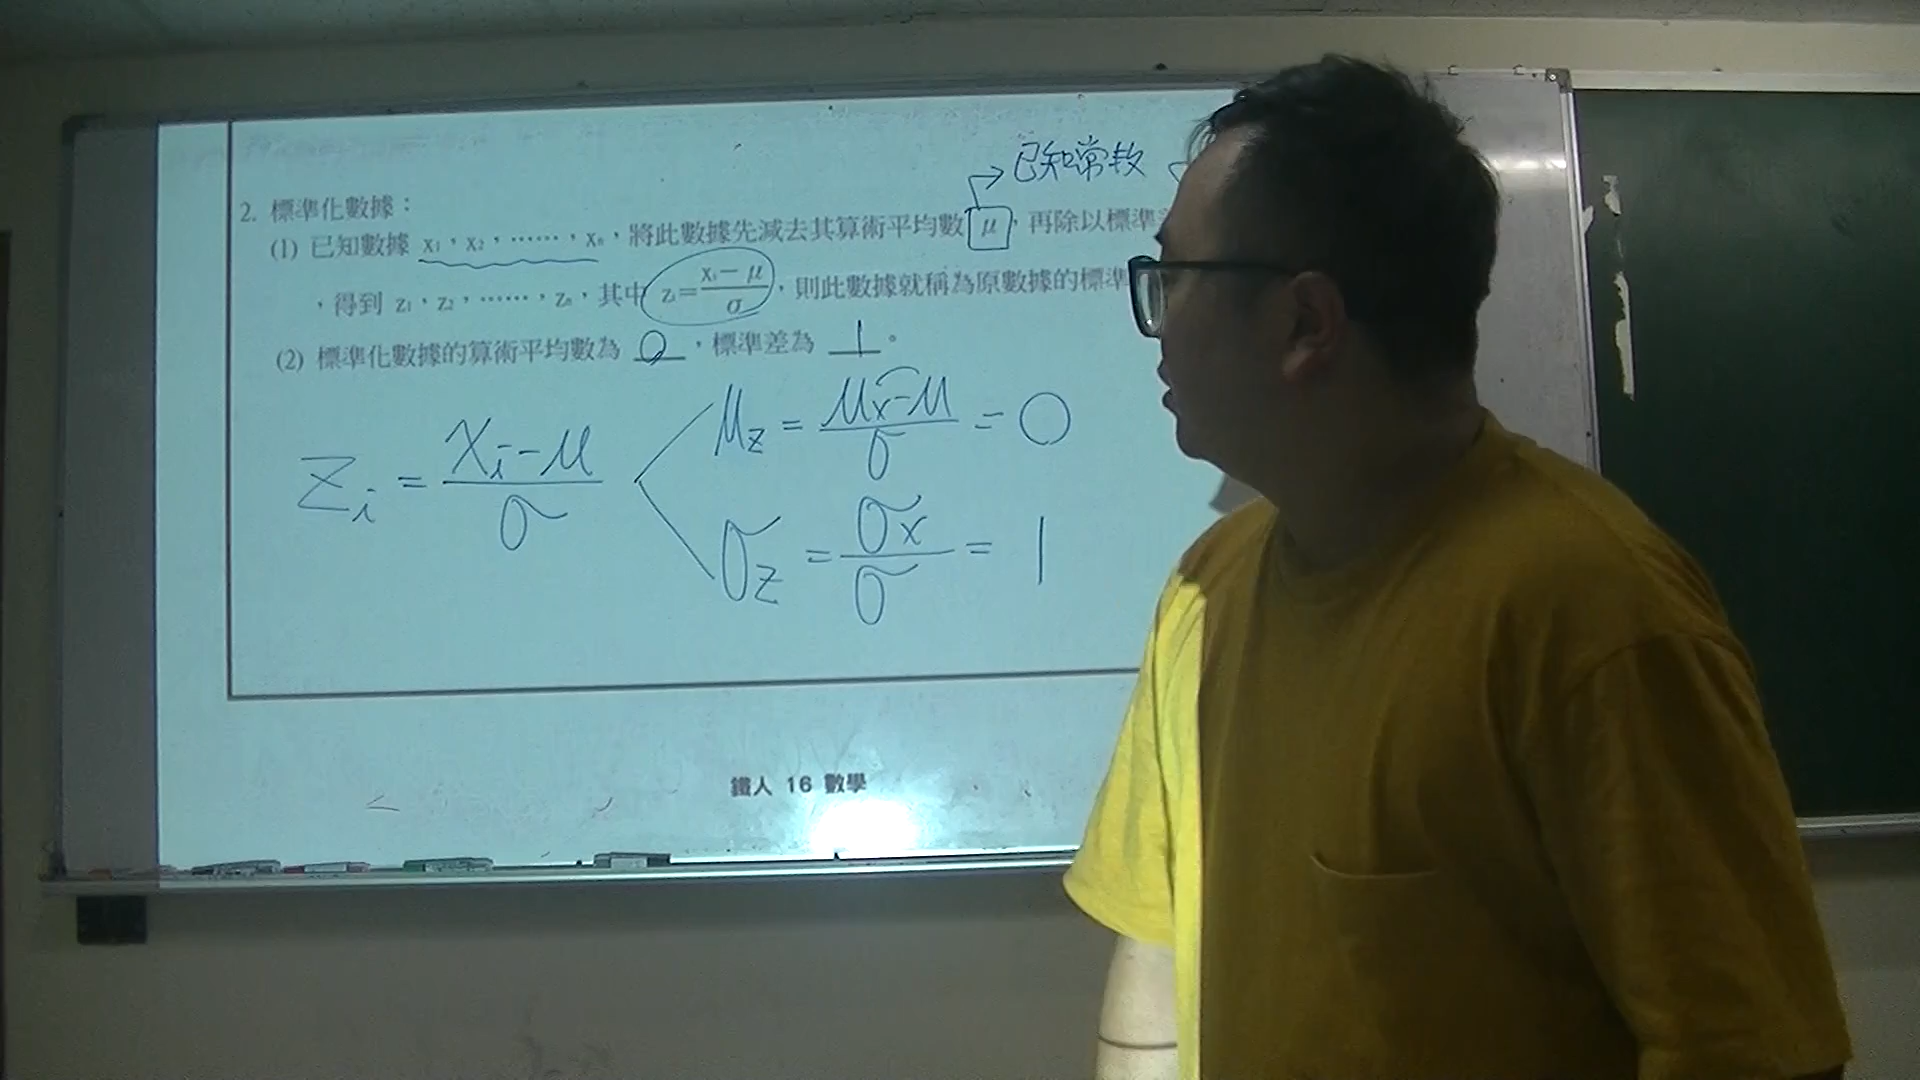 已知常數
2. 標準化數據：
(1) 已知數據 x₁，x₂，……，xₙ，將此數據先減去其算術平均數 μ，再除以標準
，得到 z₁，z₂，……，zₙ，其中 zᵢ=(xᵢ－μ)/σ，則此數據就稱為原數據的標準
(2) 標準化數據的算術平均數為 0，標準差為 1。
Zᵢ = (Xᵢ-μ)/σ
μz = (μx-μ)/σ = 0
σz = σx/σ = 1
鐵人 16 數學